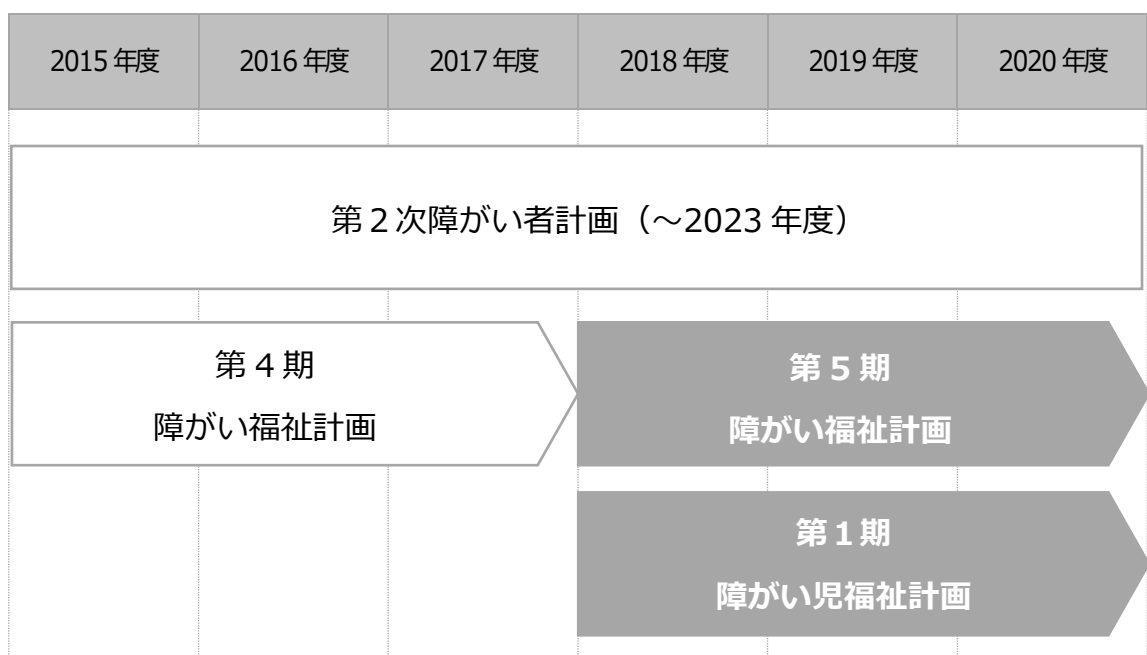 2015 年度
2016 年度
2017 年度
2018 年度
2019 年度
2020 年度
第２次障がい者計画（～2023 年度）
第４期
障がい福祉計画
第５期
障がい福祉計画
第１期
障がい児福祉計画